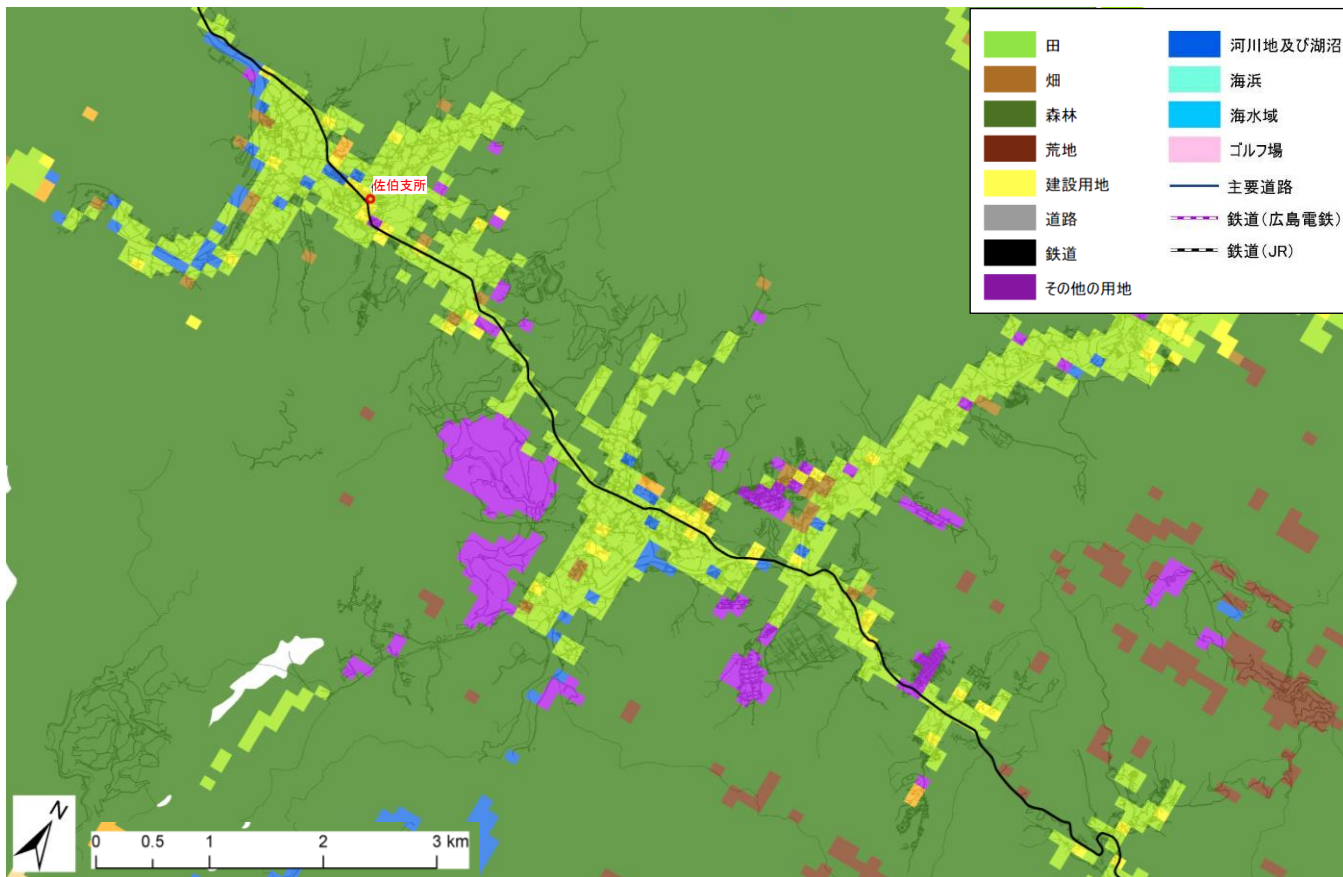 田
畑
森林
荒地
建設用地
道路
鉄道
その他の用地
河川地及び湖沼
海浜
海水域
ゴルフ場
主要道路
鉄道(広島電鉄)
鉄道(JR)
佐伯支所
N
0 0.5 1 2 3 km